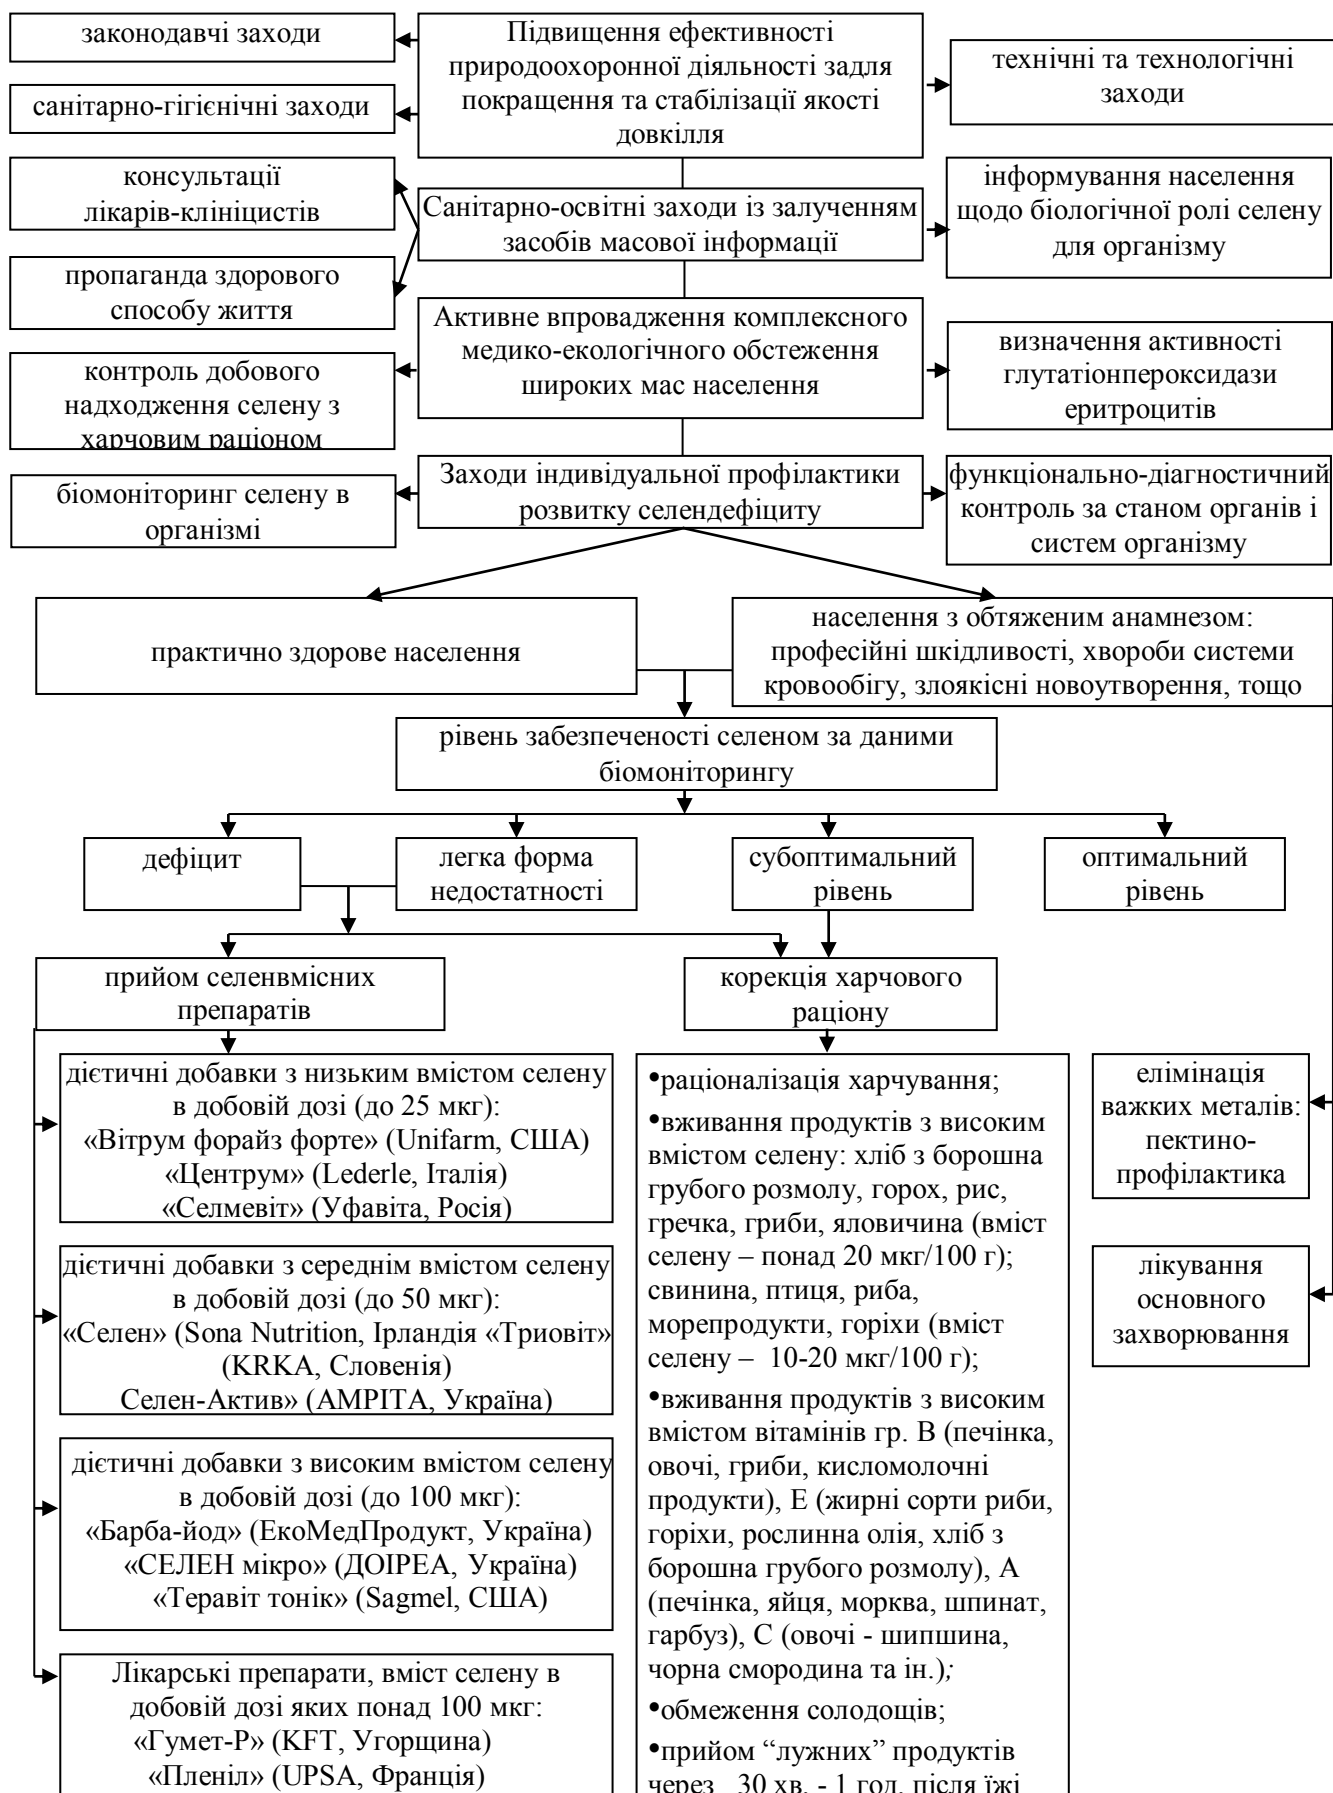 законодавчі заходи
санітарно-гігієнічні заходи
Підвищення ефективності
природоохоронної діяльності задля
покращення та стабілізації якості
довкілля
технічні та технологічні
заходи
консультації
лікарів-клініцистів
пропаганда здорового
способу життя
Санітарно-освітні заходи із залученням
засобів масової інформації
інформування населення
щодо біологічної ролі селену
для організму
контроль добового
надходження селену з
харчовим раціоном
Активне впровадження комплексного
медико-екологічного обстеження
широких мас населення
визначення активності
глутатіонпероксидази
еритроцитів
біомоніторинг селену в
організмі
Заходи індивідуальної профілактики
розвитку селендефіциту
функціонально-діагностичний
контроль за станом органів і
систем організму
практично здорове населення
населення з обтяженим анамнезом:
професійні шкідливості, хвороби системи
кровообігу, злоякісні новоутворення, тощо
рівень забезпеченості селеном за даними
біомоніторингу
дефіцит
легка форма
недостатності
субоптимальний
рівень
оптимальний
рівень
прийом селенвмісних
препаратів
корекція харчового
раціону
дієтичні добавки з низьким вмістом селену
в добовій дозі (до 25 мкг):
«Вітрум форайз форте» (Unifarm, США)
«Центрум» (Lederle, Італія)
«Селмевіт» (Уфавіта, Росія)
дієтичні добавки з середнім вмістом селену
в добовій дозі (до 50 мкг):
«Селен» (Sona Nutrition, Ірландія «Триовіт»
(KRKA, Словенія)
Селен-Актив» (АМРІТА, Україна)
дієтичні добавки з високим вмістом селену
в добовій дозі (до 100 мкг):
«Барба-йод» (ЕкоМедПродукт, Україна)
«СЕЛЕН мікро» (ДОІРЕА, Україна)
«Теравіт тонік» (Sagmel, США)
Лікарські препарати, вміст селену в
добовій дозі яких понад 100 мкг:
«Гумет-Р» (KFT, Угорщина)
«Пленіл» (UPSA, Франція)
•раціоналізація харчування;
•вживання продуктів з високим
вмістом селену: хліб з борошна
грубого розмолу, горох, рис,
гречка, гриби, яловичина (вміст
селену – понад 20 мкг/100 г);
свинина, птиця, риба,
морепродукти, горіхи (вміст
селену – 10-20 мкг/100 г);
•вживання продуктів з високим
вмістом вітамінів гр. В (печінка,
овочі, гриби, кисломолочні
продукти), Е (жирні сорти риби,
горіхи, рослинна олія, хліб з
борошна грубого розмолу), А
(печінка, яйця, морква, шпинат,
гарбуз), С (овочі - шипшина,
чорна смородина та ін.);
•обмеження солодощів;
•прийом “лужних” продуктів
через 30 хв. - 1 год. після їжі
елімінація
важких металів:
пектино-
профілактика
лікування
основного
захворювання